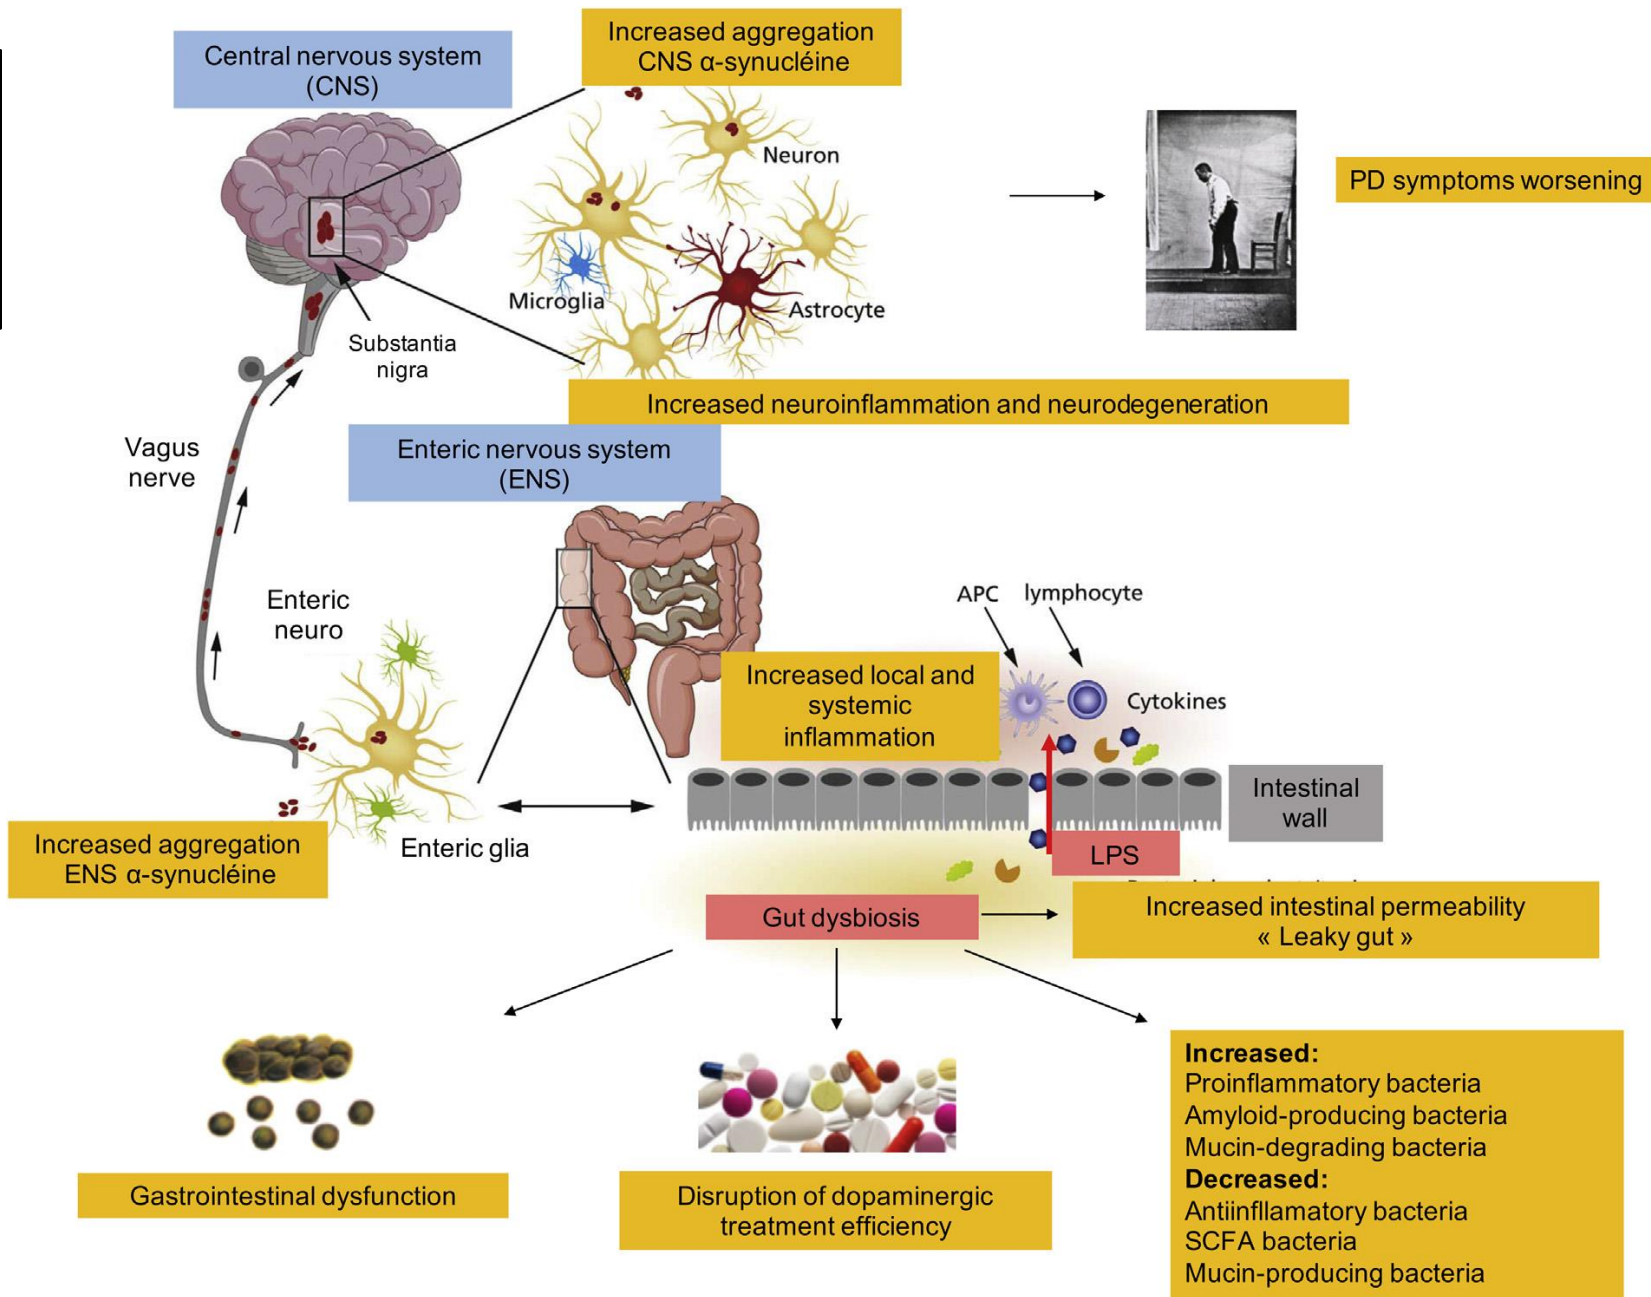 Central nervous system
(CNS)
Increased aggregation
CNS α-synucléine
Neuron
Microglia
Astrocyte
PD symptoms worsening
Substantia
nigra
Increased neuroinflammation and neurodegeneration
Vagus
nerve
Enteric nervous system
(ENS)
Enteric
neuro
APC
lymphocyte
Increased local and
systemic
inflammation
Cytokines
Intestinal
wall
Increased aggregation
ENS α-synucléine
Enteric glia
LPS
Gut dysbiosis
Increased intestinal permeability
« Leaky gut »
Gastrointestinal dysfunction
Disruption of dopaminergic
treatment efficiency
Increased:
Proinflammatory bacteria
Amyloid-producing bacteria
Mucin-degrading bacteria
Decreased:
Antiinfllamatory bacteria
SCFA bacteria
Mucin-producing bacteria